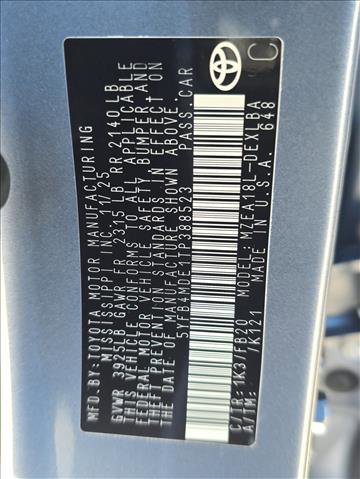 MFD. BY:TOYOTA MOTOR MANUFACTURING
MISSISSIPPI INC. 11/25
GVWR 3925LB GAWR FR 2315 LB RR 2140 LB
THIS VEHICLE CONFORMS TO ALL APPLICABLE
FEDERAL MOTOR VEHICLE SAFETY, BUMPER, AND
THEFT PREVENTION STANDARDS IN EFFECT ON
THE DATE OF MANUFACTURE SHOWN ABOVE.
5YFB4MDE1TP388523 PASS.CAR
C/TR: 1K3/FB20 MZEA18L-DEXLBA
A/TM: /K121 MADE IN U.S.A. 648
TOYOTA
C